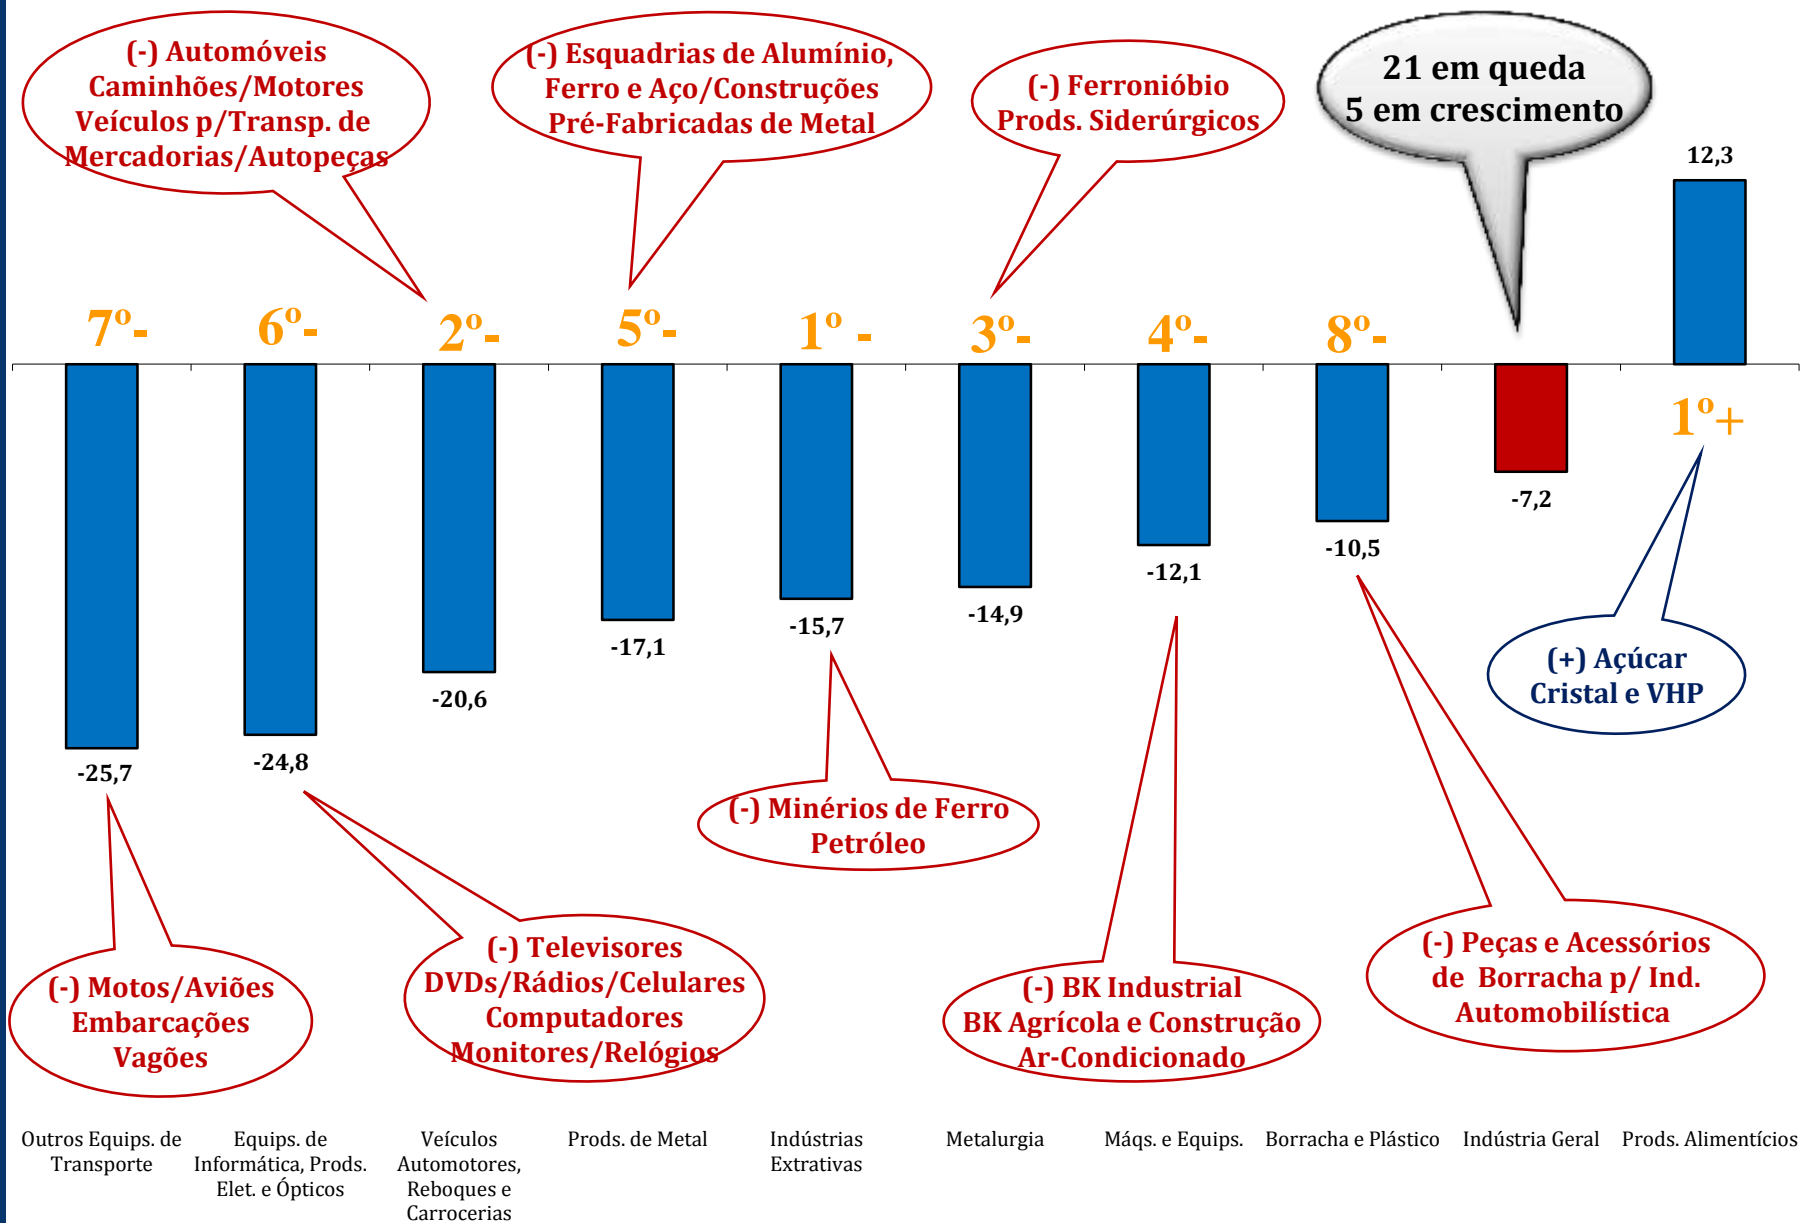 (-) Automóveis
Caminhões/Motores
Veículos p/Transp. de
Mercadorias/Autopeças
(-) Esquadrias de Alumínio,
Ferro e Aço/Construções
Pré-Fabricadas de Metal
(-) Ferronióbio
Prods. Siderúrgicos
21 em queda
5 em crescimento
12,3
7º-
6º-
2º-
5º-
1º -
3º-
4º-
8º-
1º+
-25,7
-24,8
-20,6
-17,1
-15,7
-14,9
-12,1
-10,5
-7,2
(+) Açúcar
Cristal e VHP
(-) Minérios de Ferro
Petróleo
(-) Motos/Aviões
Embarcações
Vagões
(-) Televisores
DVDs/Rádios/Celulares
Computadores
Monitores/Relógios
(-) BK Industrial
BK Agrícola e Construção
Ar-Condicionado
(-) Peças e Acessórios
de Borracha p/ Ind.
Automobilística
Outros Equips. de
Transporte
Equips. de
Informática, Prods.
Elet. e Ópticos
Veículos
Automotores,
Reboques e
Carrocerias
Prods. de Metal
Indústrias
Extrativas
Metalurgia
Máqs. e Equips.
Borracha e Plástico
Indústria Geral
Prods. Alimentícios